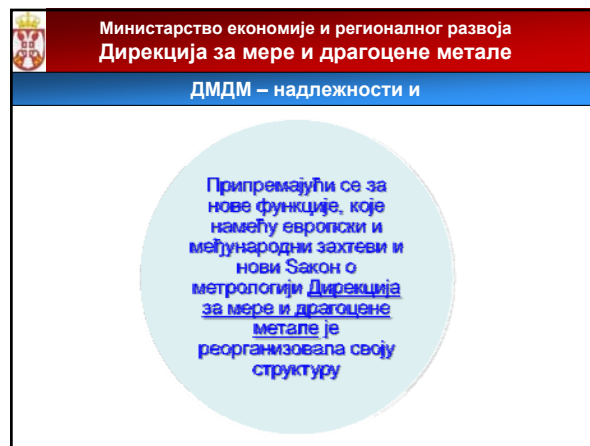 Министарство економије и регионалног развоја
Дирекција за мере и драгоцене метале
ДМДМ – надлежности и
Припремајући се за
нове функције, које
намећу европски и
међународни захтеви и
нови Ѕакон о
метрологији Дирекција
за мере и драгоцене
метале је
реорганизовала своју
структуру